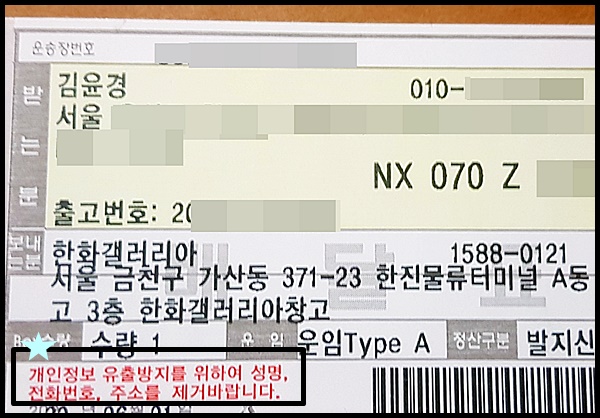 운송장번호
받는분
김윤경 010-
서울
NX 070 Z
출고번호: 20
한화갤러리아 1588-0121
서울 금천구 가산동 371-23 한진물류터미널 A동
고 3층 한화갤러리아창고
수량 1 운임 운임Type A 정산구분 발지신
개인정보 유출방지를 위하여 성명,
전화번호, 주소를 제거바랍니다.